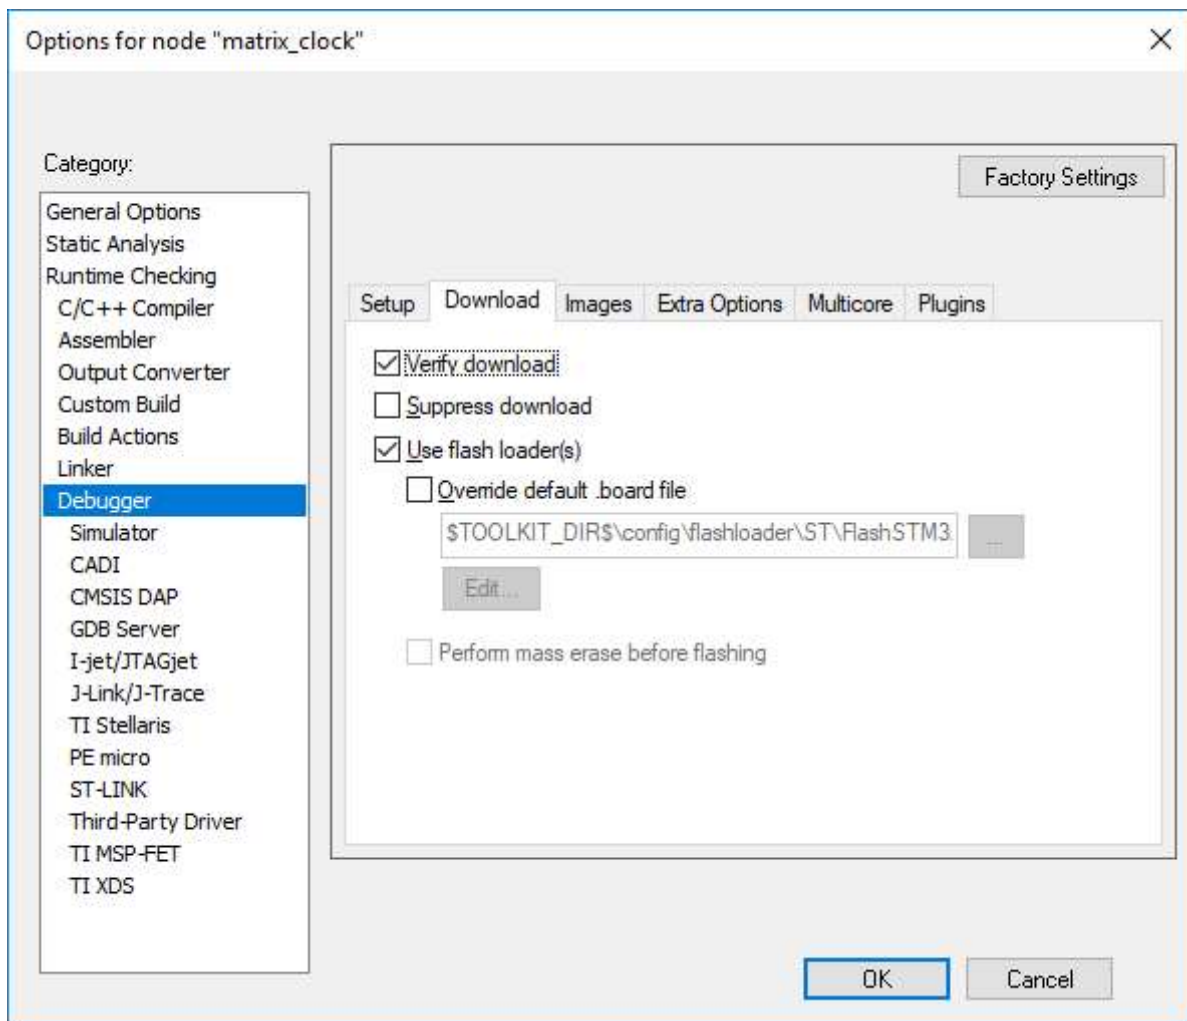 Options for node "matrix_clock"
Category:
General Options
Static Analysis
Runtime Checking
C/C++ Compiler
Assembler
Output Converter
Custom Build
Build Actions
Linker
Debugger
Simulator
CADI
CMSIS DAP
GDB Server
I-jet/JTAGjet
J-Link/J-Trace
TI Stellaris
PE micro
ST-LINK
Third-Party Driver
TI MSP-FET
TI XDS
Factory Settings
Setup Download Images Extra Options Multicore Plugins
Verify download
Suppress download
Use flash loader(s)
Override default .board file
$TOOLKIT_DIR$\config\flashloader\ST\FlashSTM3 ...
Edit...
Perform mass erase before flashing
OK Cancel